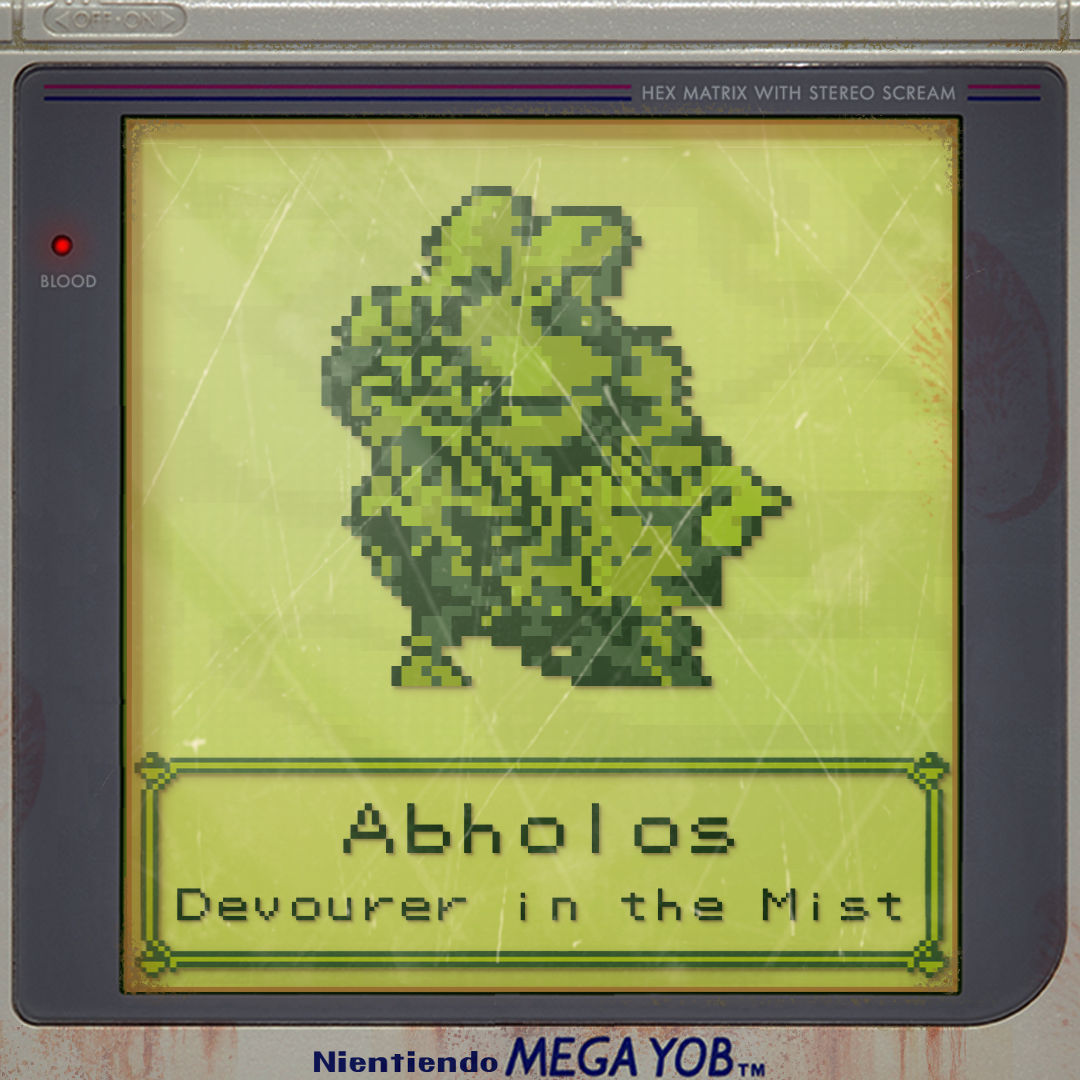 <OFF•ON>
HEX MATRIX WITH STEREO SCREAM
BLOOD
Abholos
Devourer in the Mist
Nientiendo MEGA YOB™